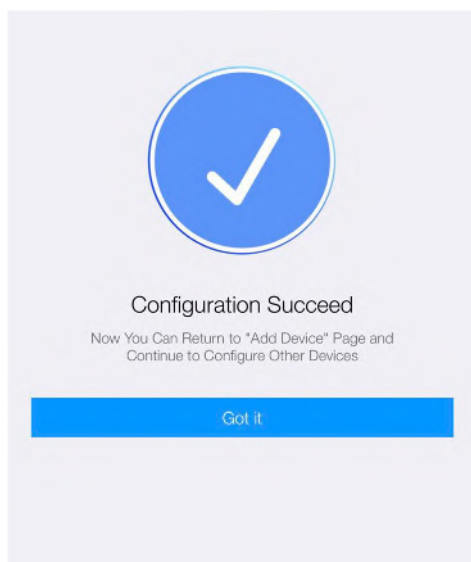 Configuration Succeed
Now You Can Return to "Add Device" Page and
Continue to Configure Other Devices
Got it